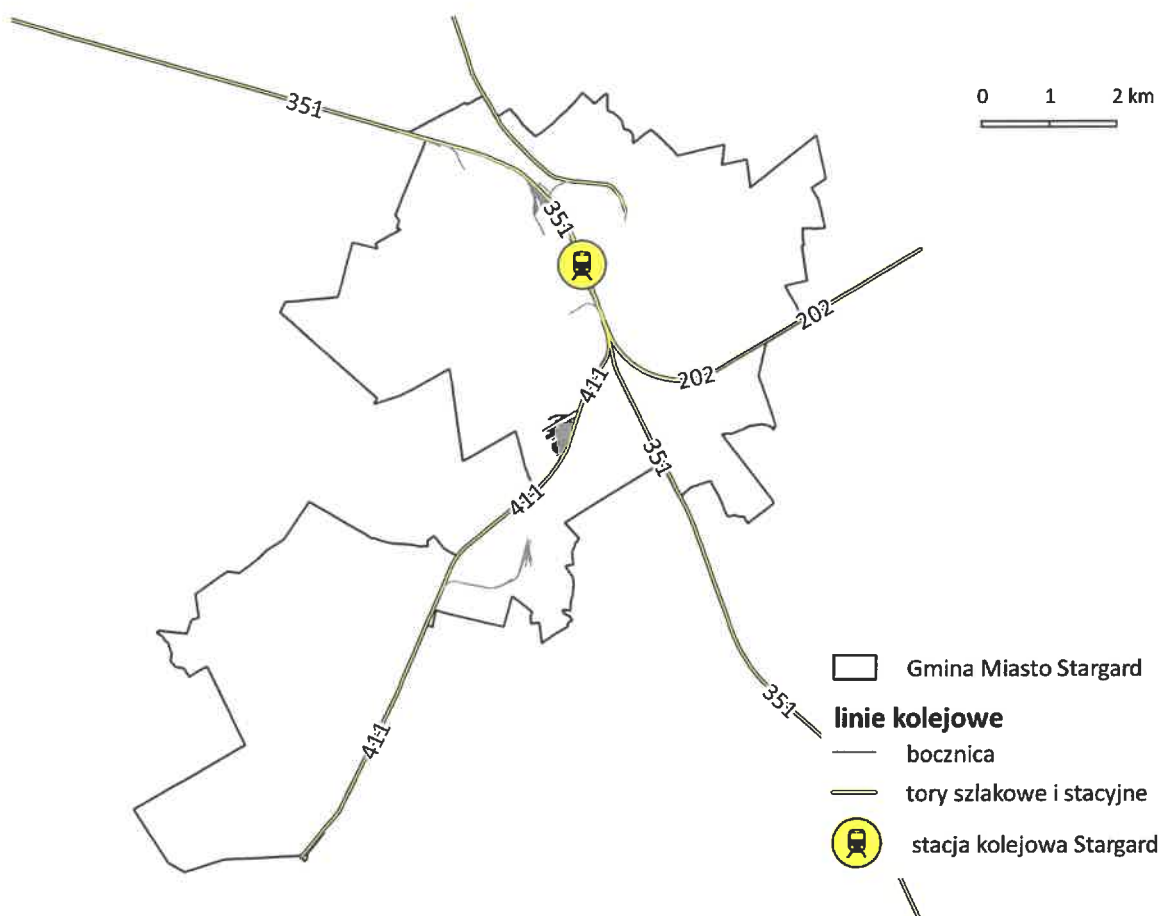 351
0 1 2 km
351
202
202
411
351
411
351
411
Gmina Miasto Stargard
linie kolejowe
bocznica
tory szlakowe i stacyjne
stacja kolejowa Stargard